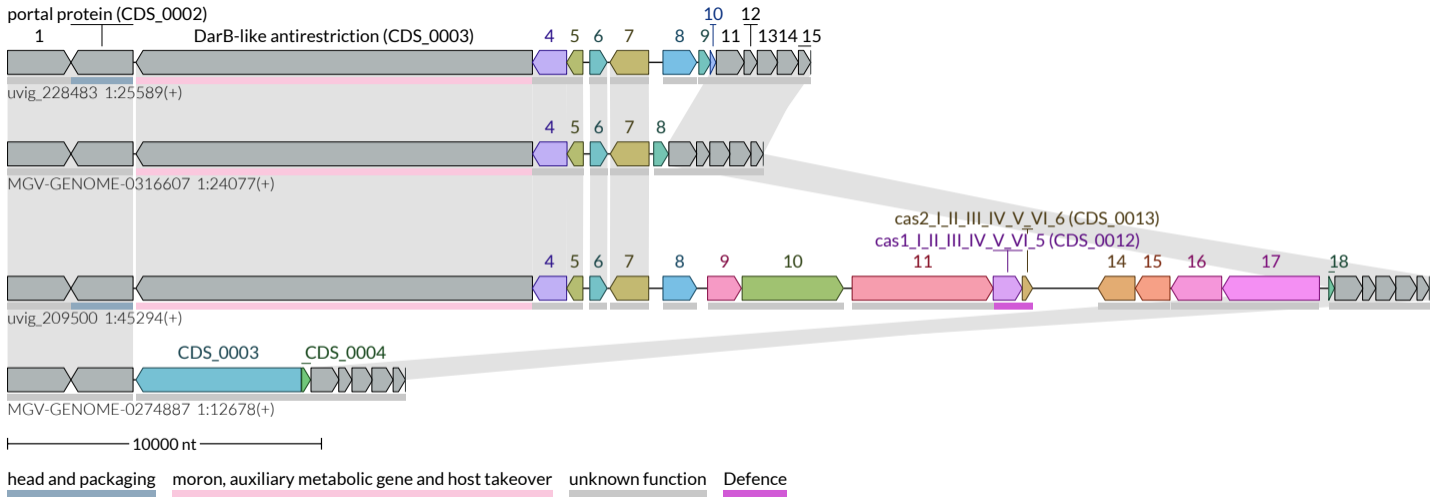 portal protein (CDS_0002)
1 DarB-like antirestriction (CDS_0003) 4 5 6 7 8 9 10 11 12 13 14 15
uvig_228483 1:25589(+)
4 5 6 7 8
MGV-GENOME-0316607 1:24077(+)
cas2_I_II_III_IV_V_VI_6 (CDS_0013)
cas1_I_II_III_IV_V_VI_5 (CDS_0012)
4 5 6 7 8 9 10 11 14 15 16 17 18
uvig_209500 1:45294(+)
CDS_0003 CDS_0004
MGV-GENOME-0274887 1:12678(+)
10000 nt
head and packaging moron, auxiliary metabolic gene and host takeover unknown function Defence